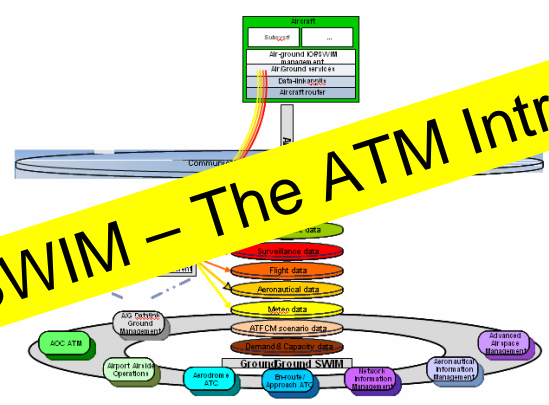 Aircraft
Subsyst
...
Air-ground IOP/SWIM
management
Air/Ground services
Data-link appli
Aircraft router
SWIM – The ATM Intr
data
Surveillance data
Flight data
Aeronautical data
Meteo data
ATFCM scenario data
Demand & Capacity data
Ground/Ground SWIM
A/G Datalink
Ground
Management
AOC ATM
Airport Airside
Operations
Aerodrome
ATC
En-route/
Approach ATC
Network
Information
Management
Aeronautical
Information
Management
Advanced
Airspace
Management